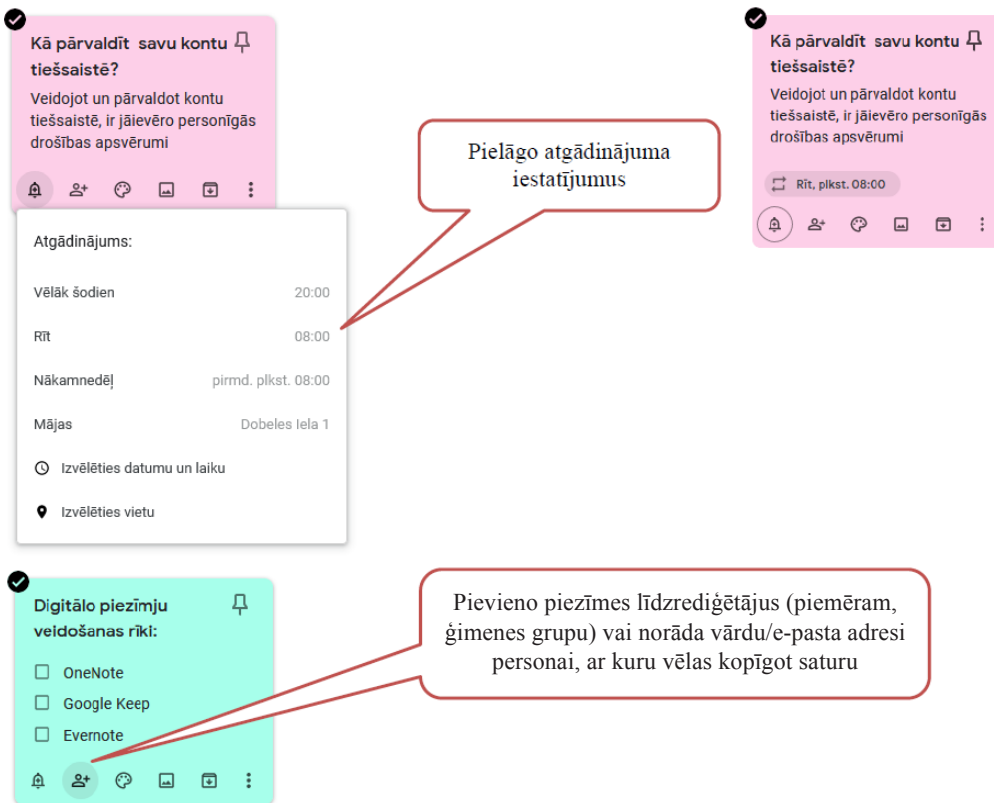 Kā pārvaldīt savu kontu
tiešsaistē?
Veidojot un pārvaldot kontu
tiešsaistē, ir jāievēro personīgās
drošības apsvērumi
Atgādinājums:
Vēlāk šodien 20:00
Rīt 08:00
Nākamnedēļ pirmd. plkst. 08:00
Mājas Dobeles Iela 1
Izvēlēties datumu un laiku
Izvēlēties vietu
Pielāgo atgādinājuma
iestatījumus
Kā pārvaldīt savu kontu
tiešsaistē?
Veidojot un pārvaldot kontu
tiešsaistē, ir jāievēro personīgās
drošības apsvērumi
Rīt, plkst. 08:00
Digitālo piezīmju
veidošanas rīki:
OneNote
Google Keep
Evernote
Pievieno piezīmes līdzrediģētājus (piemēram,
ģimenes grupu) vai norāda vārdu/e-pasta adresi
personai, ar kuru vēlas kopīgot saturu